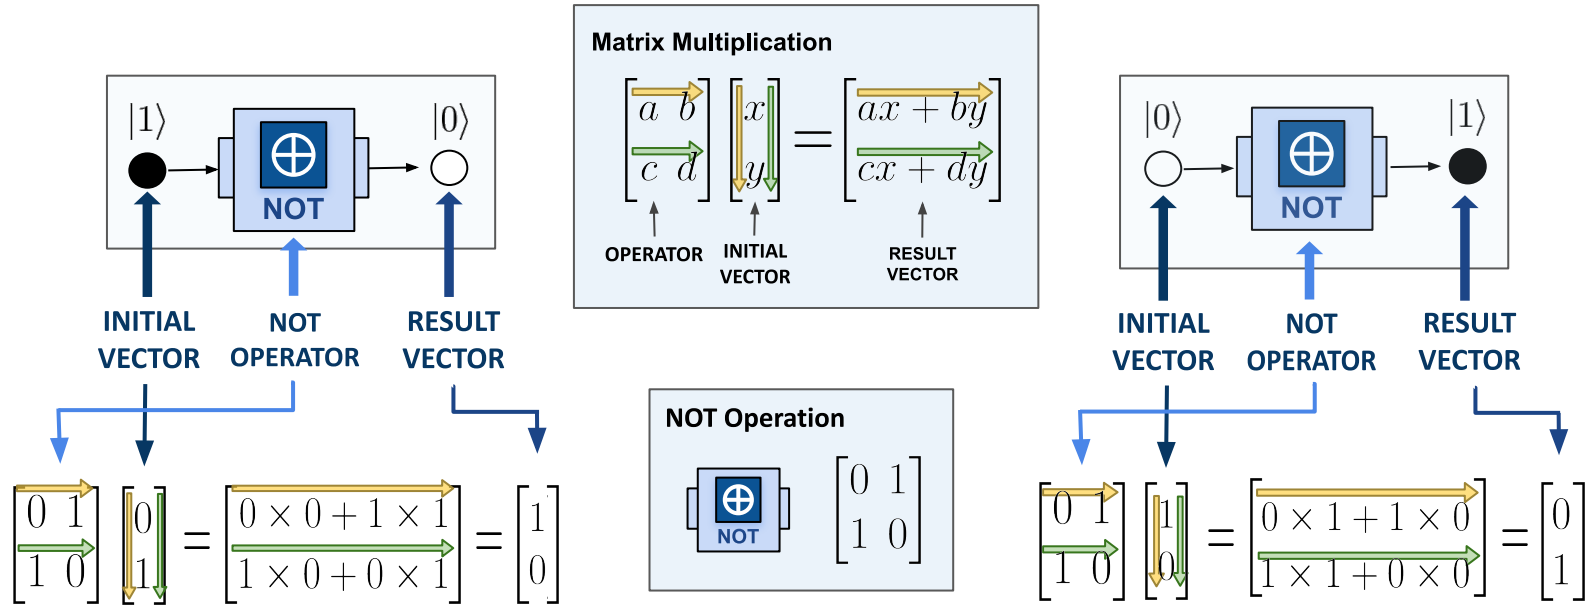 |1⟩ |0⟩
NOT
INITIAL VECTOR
NOT OPERATOR
RESULT VECTOR
[0 1; 1 0] [0; 1] = [0 × 0 + 1 × 1; 1 × 0 + 0 × 1] = [1; 0]
Matrix Multiplication
[a b; c d] [x; y] = [ax + by; cx + dy]
OPERATOR
INITIAL VECTOR
RESULT VECTOR
NOT Operation
NOT
[0 1; 1 0]
|0⟩ |1⟩
NOT
INITIAL VECTOR
NOT OPERATOR
RESULT VECTOR
[0 1; 1 0] [1; 0] = [0 × 1 + 1 × 0; 1 × 1 + 0 × 0] = [0; 1]